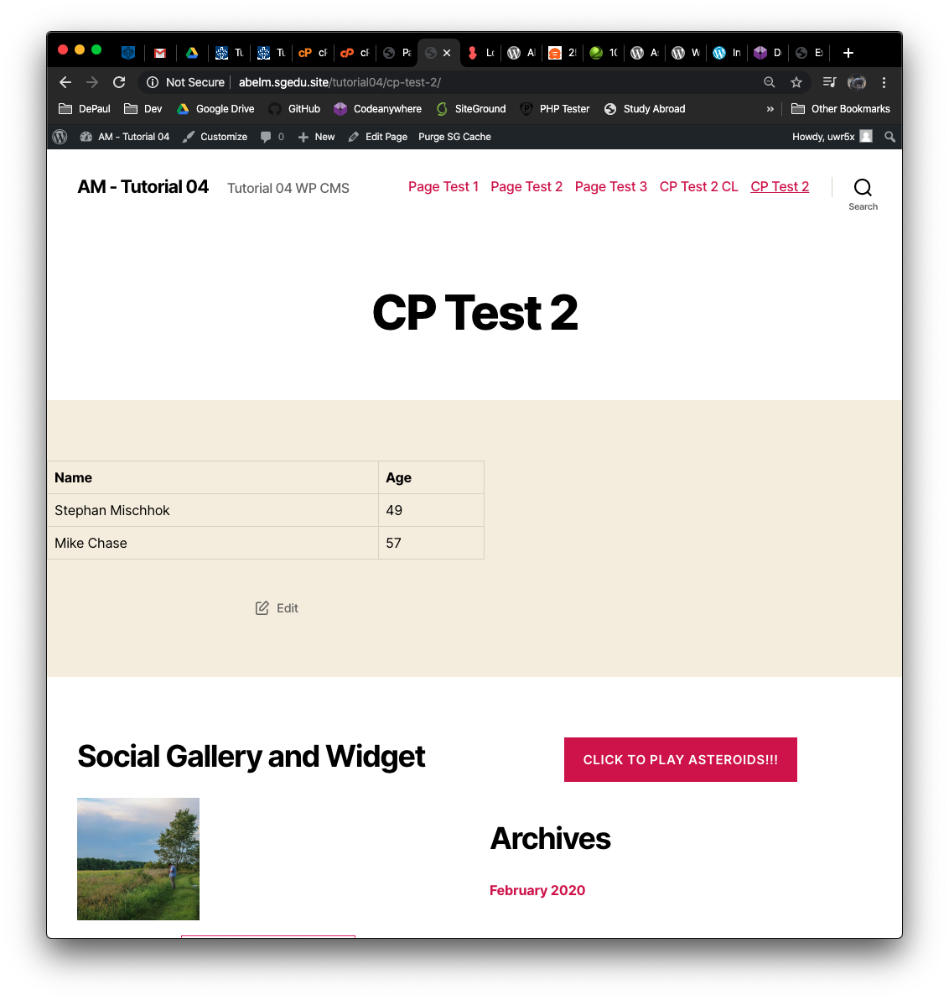 Tu Tu cP cP Pa Lo Al 25 10 A W In D Ex
Not Secure abelm.sgedu.site/tutorial04/cp-test-2/
DePaul Dev Google Drive GitHub Codeanywhere SiteGround PHP Tester Study Abroad » Other Bookmarks
AM - Tutorial 04 Customize 0 New Edit Page Purge SG Cache Howdy, uwr5x
AM - Tutorial 04 Tutorial 04 WP CMS Page Test 1 Page Test 2 Page Test 3 CP Test 2 CL CP Test 2
Search
CP Test 2
Name Age
Stephan Mischhok 49
Mike Chase 57
Edit
Social Gallery and Widget
CLICK TO PLAY ASTEROIDS!!!
Archives
February 2020